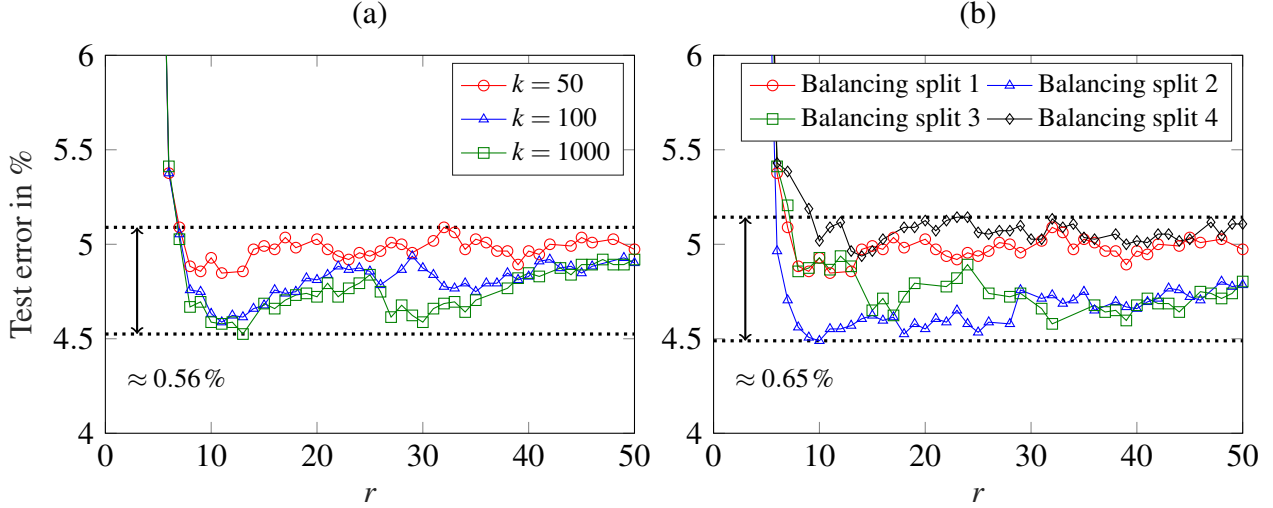 (a)
Test error in %
6
5.5
5
4.5
4
k = 50
k = 100
k = 1000
≈ 0.56 %
0 10 20 30 40 50
r
(b)
6
5.5
5
4.5
4
Balancing split 1 Balancing split 2
Balancing split 3 Balancing split 4
≈ 0.65 %
0 10 20 30 40 50
r